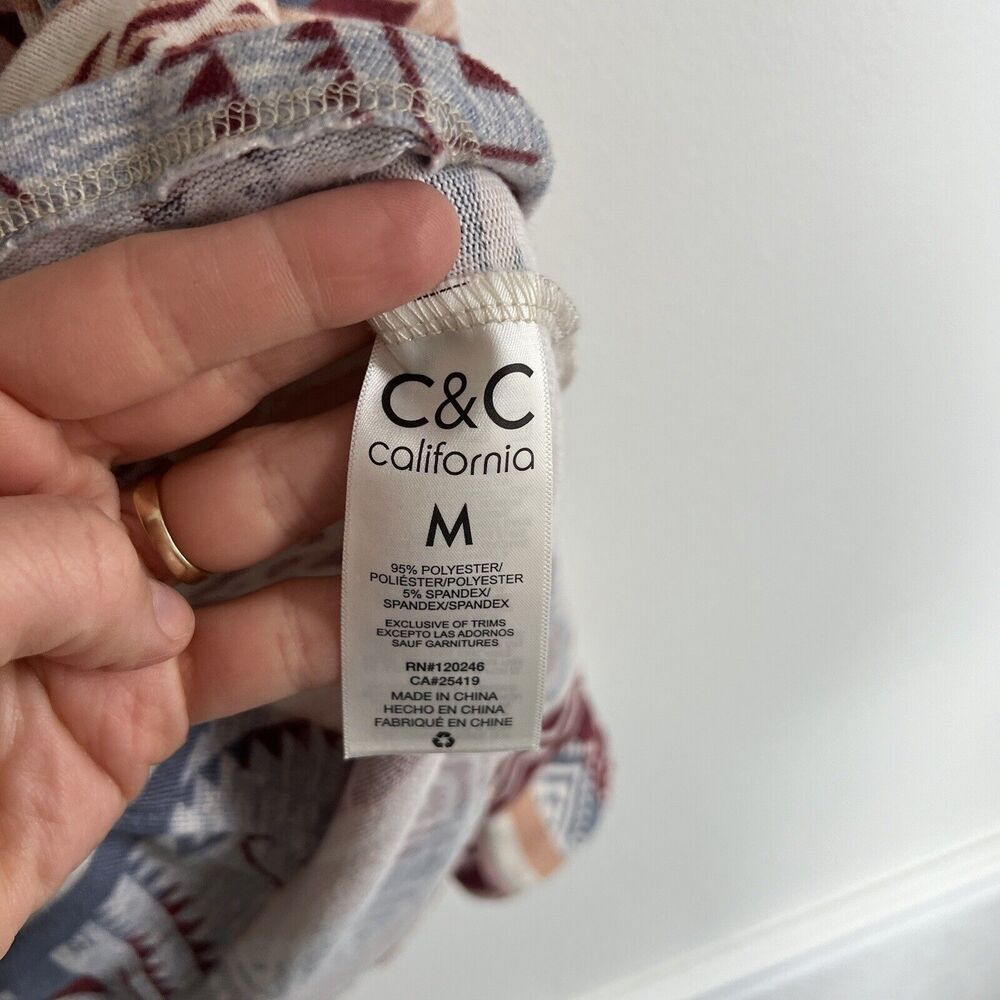 C&C
california
M
95% POLYESTER/
POLIÉSTER/POLYESTER
5% SPANDEX/
SPANDEX/SPANDEX
EXCLUSIVE OF TRIMS
EXCEPTO LAS ADORNOS
SAUF GARNITURES
RN#120246
CA#25419
MADE IN CHINA
HECHO EN CHINA
FABRIQUÉ EN CHINE